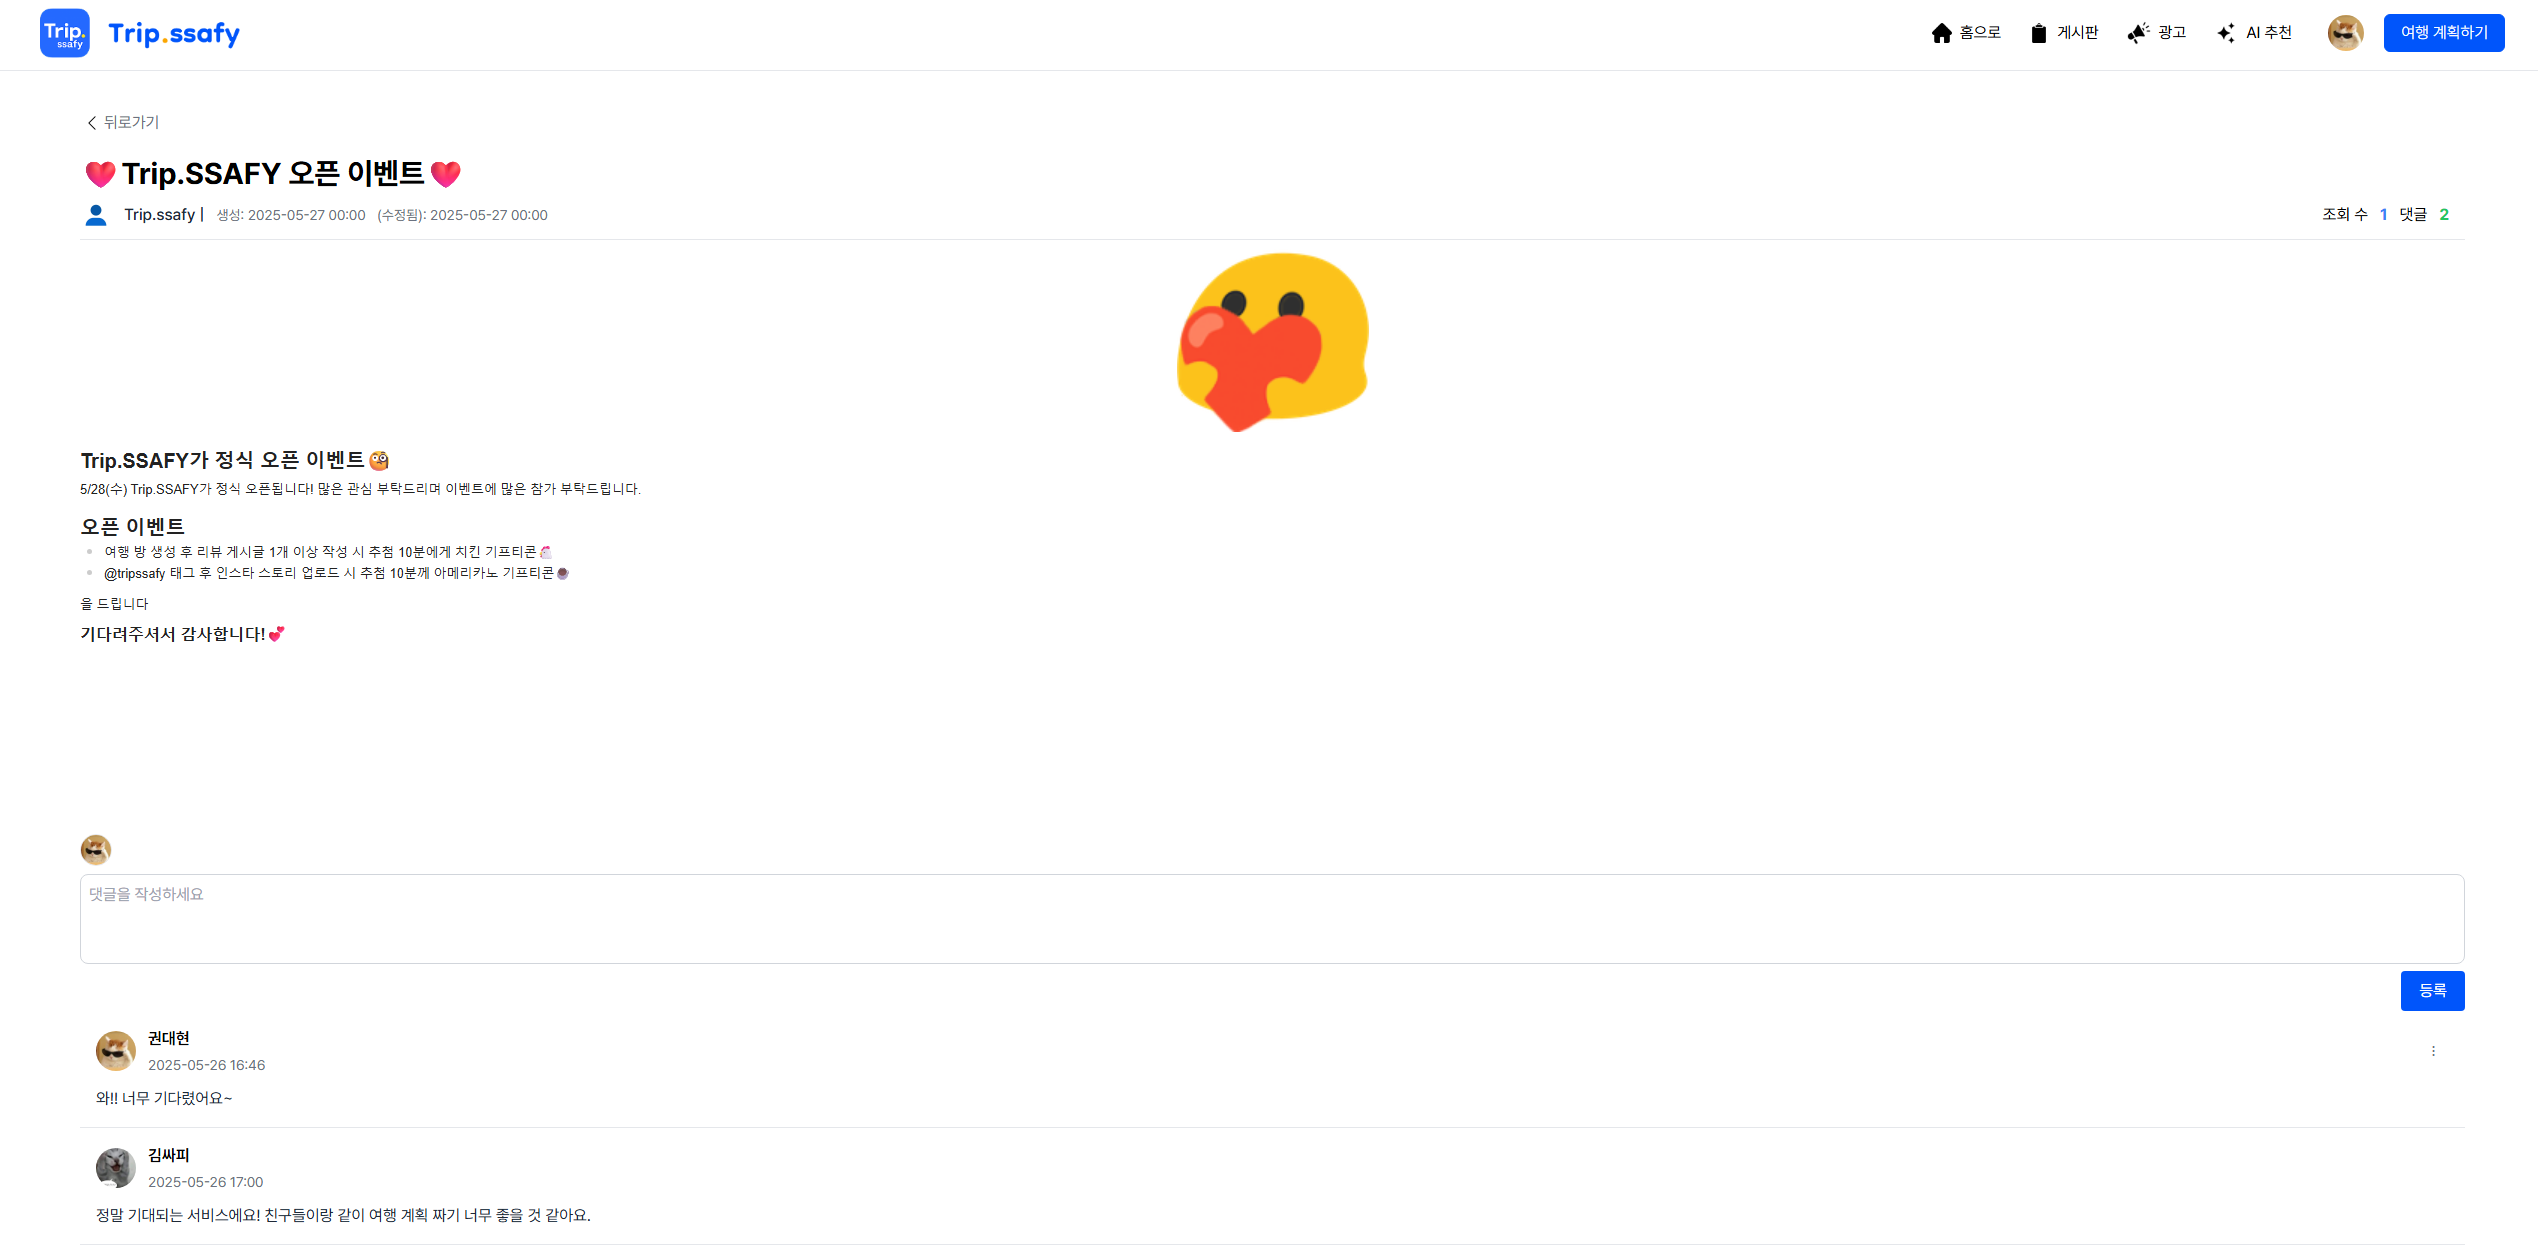 Trip.
ssafy
Trip.ssafy
홈으로
게시판
광고
AI 추천
여행 계획하기
뒤로가기
💗 Trip.SSAFY 오픈 이벤트 💗
Trip.ssafy | 생성: 2025-05-27 00:00 (수정됨): 2025-05-27 00:00
조회 수 1 댓글 2
Trip.SSAFY가 정식 오픈 이벤트🧐
5/28(수) Trip.SSAFY가 정식 오픈됩니다! 많은 관심 부탁드리며 이벤트에 많은 참가 부탁드립니다.
오픈 이벤트
여행 방 생성 후 리뷰 게시글 1개 이상 작성 시 추첨 10분에게 치킨 기프티콘
@tripssafy 태그 후 인스타 스토리 업로드 시 추첨 10분께 아메리카노 기프티콘
을 드립니다
기다려주셔서 감사합니다!💕
댓글을 작성하세요
등록
권대현
2025-05-26 16:46
와!! 너무 기다렸어요~
김싸피
2025-05-26 17:00
정말 기대되는 서비스에요! 친구들이랑 같이 여행 계획 짜기 너무 좋을 것 같아요.